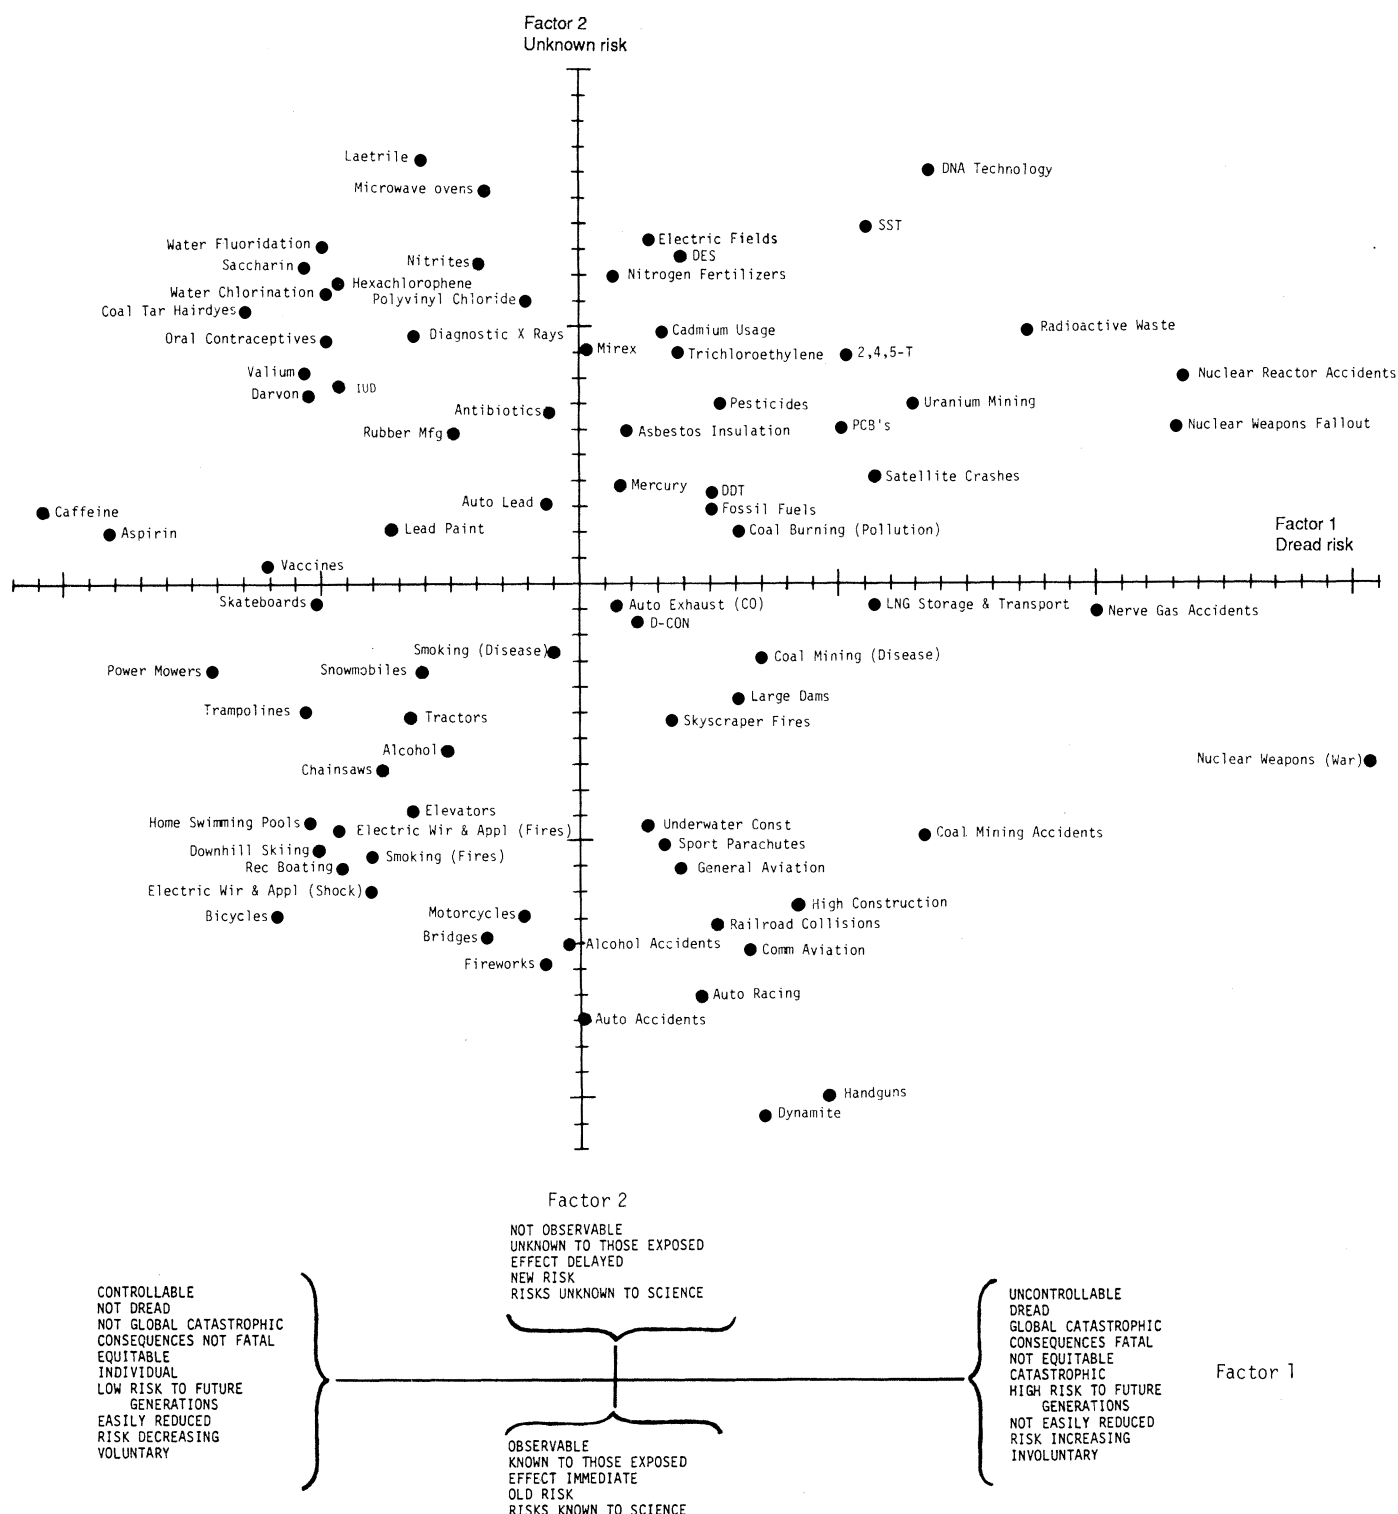 Factor 2
Unknown risk
Laetrile
DNA Technology
Microwave ovens
SST
Electric Fields
Water Fluoridation
DES
Nitrites
Saccharin
Nitrogen Fertilizers
Hexachlorophene
Water Chlorination
Polyvinyl Chloride
Coal Tar Hairdyes
Radioactive Waste
Cadmium Usage
Diagnostic X Rays
Oral Contraceptives
Mirex
Trichloroethylene
2,4,5-T
Valium
Nuclear Reactor Accidents
IUD
Darvon
Pesticides
Uranium Mining
Antibiotics
Nuclear Weapons Fallout
PCB's
Rubber Mfg
Asbestos Insulation
Satellite Crashes
Mercury
DDT
Auto Lead
Fossil Fuels
Caffeine
Aspirin
Lead Paint
Coal Burning (Pollution)
Factor 1
Dread risk
Vaccines
Skateboards
Auto Exhaust (CO)
LNG Storage & Transport
Nerve Gas Accidents
D-CON
Smoking (Disease)
Coal Mining (Disease)
Power Mowers
Snowmobiles
Large Dams
Trampolines
Tractors
Skyscraper Fires
Alcohol
Nuclear Weapons (War)
Chainsaws
Elevators
Home Swimming Pools
Underwater Const
Electric Wir & Appl (Fires)
Coal Mining Accidents
Sport Parachutes
Downhill Skiing
Smoking (Fires)
Rec Boating
General Aviation
Electric Wir & Appl (Shock)
High Construction
Bicycles
Motorcycles
Railroad Collisions
Bridges
Alcohol Accidents
Comm Aviation
Fireworks
Auto Racing
Auto Accidents
Handguns
Dynamite
Factor 2
NOT OBSERVABLE
UNKNOWN TO THOSE EXPOSED
EFFECT DELAYED
NEW RISK
RISKS UNKNOWN TO SCIENCE
CONTROLLABLE
NOT DREAD
NOT GLOBAL CATASTROPHIC
CONSEQUENCES NOT FATAL
EQUITABLE
INDIVIDUAL
LOW RISK TO FUTURE
GENERATIONS
EASILY REDUCED
RISK DECREASING
VOLUNTARY
UNCONTROLLABLE
DREAD
GLOBAL CATASTROPHIC
CONSEQUENCES FATAL
NOT EQUITABLE
CATASTROPHIC
HIGH RISK TO FUTURE
GENERATIONS
NOT EASILY REDUCED
RISK INCREASING
INVOLUNTARY
Factor 1
OBSERVABLE
KNOWN TO THOSE EXPOSED
EFFECT IMMEDIATE
OLD RISK
RISKS KNOWN TO SCIENCE